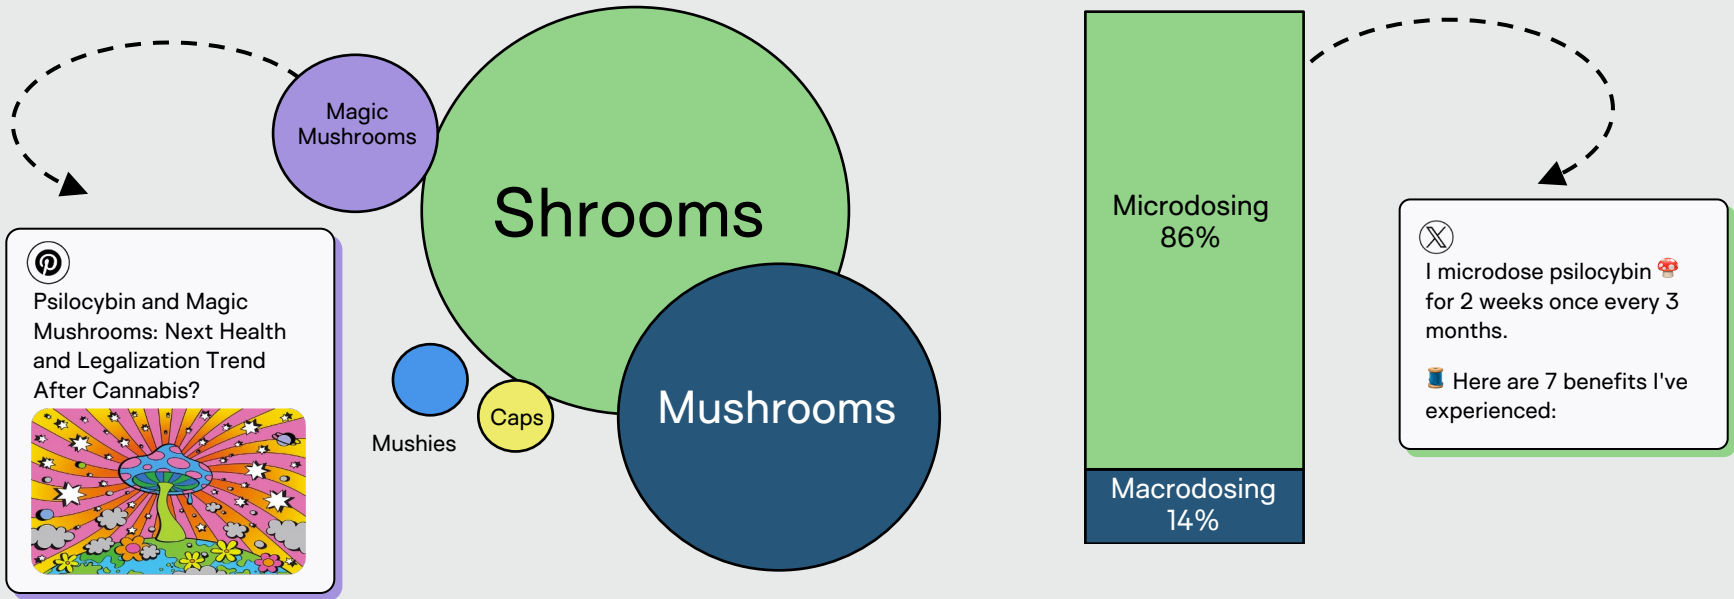 Magic
Mushrooms
Shrooms
Mushrooms
Mushies
Caps
Psilocybin and Magic
Mushrooms: Next Health
and Legalization Trend
After Cannabis?
Microdosing
86%
Macrodosing
14%
I microdose psilocybin 🍄
for 2 weeks once every 3
months.
🧵 Here are 7 benefits I've
experienced: